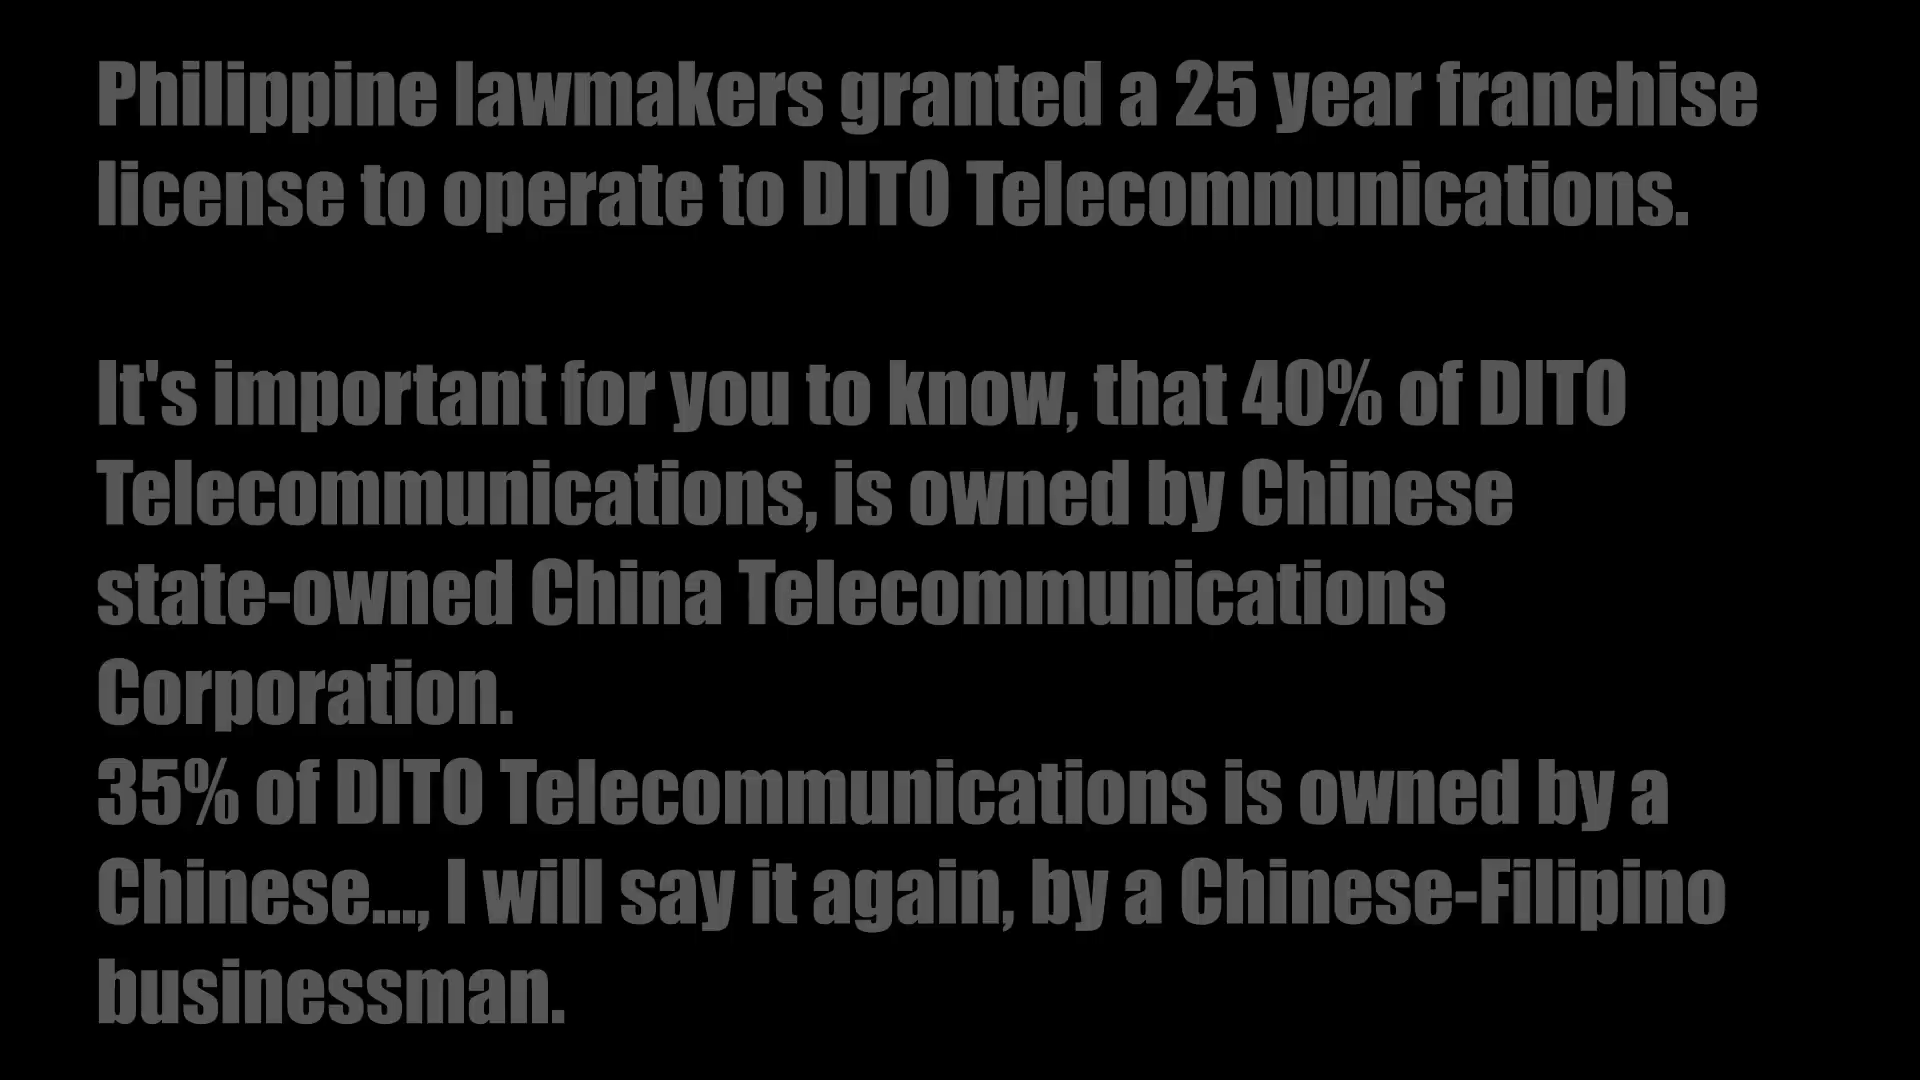 Philippine lawmakers granted a 25 year franchise
license to operate to DITO Telecommunications.
It's important for you to know, that 40% of DITO
Telecommunications, is owned by Chinese
state-owned China Telecommunications
Corporation.
35% of DITO Telecommunications is owned by a
Chinese..., I will say it again, by a Chinese-Filipino
businessman.